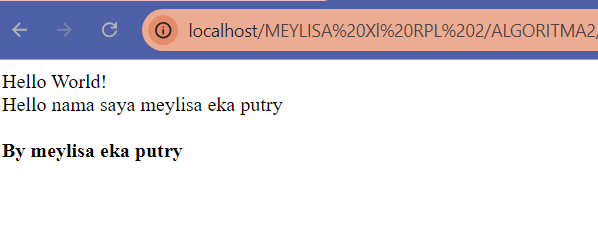 localhost/MEYLISA%20XI%20RPL%202/ALGORITMA2/
Hello World!
Hello nama saya meylisa eka putry
By meylisa eka putry